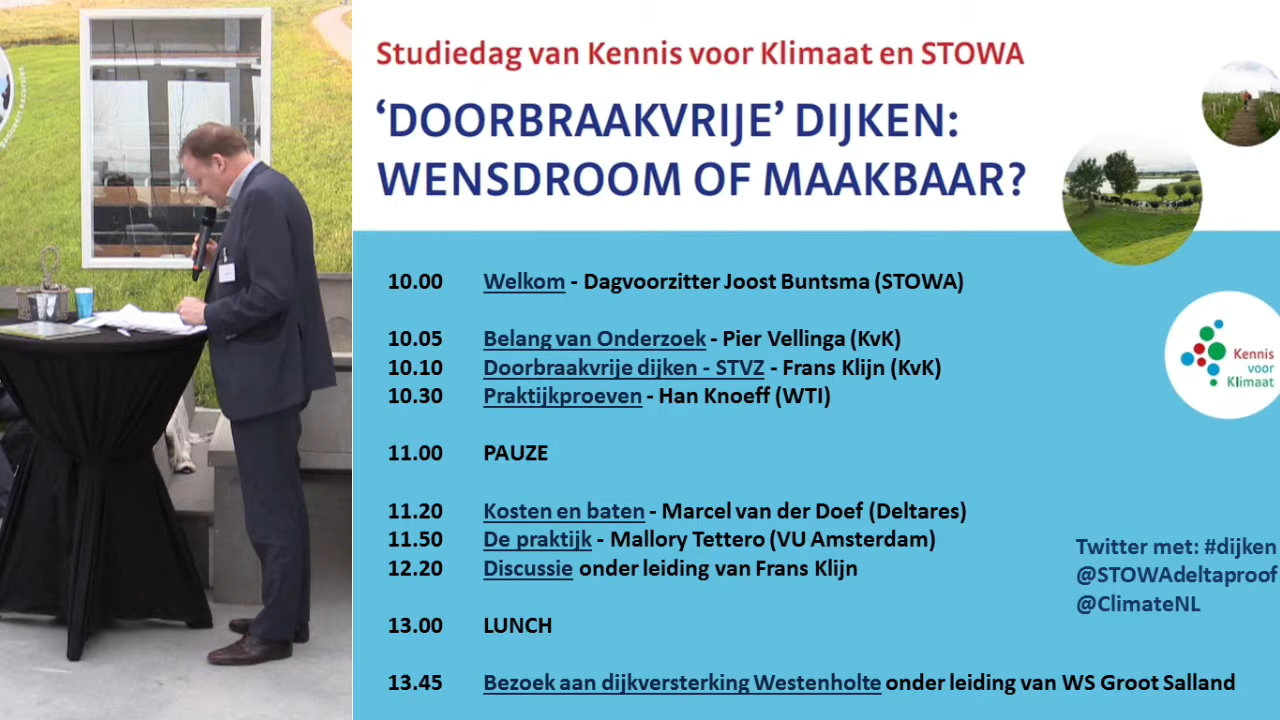 Studiedag van Kennis voor Klimaat en STOWA
‘DOORBRAAKVRIJE’ DIJKEN:
WENSDROOM OF MAAKBAAR?
10.00 Welkom - Dagvoorzitter Joost Buntsma (STOWA)
10.05 Belang van Onderzoek - Pier Vellinga (KvK)
10.10 Doorbraakvrije dijken - STVZ - Frans Klijn (KvK)
10.30 Praktijkproeven - Han Knoeff (WTI)
Kennis
voor
Klimaat
11.00 PAUZE
11.20 Kosten en baten - Marcel van der Doef (Deltares)
11.50 De praktijk - Mallory Tettero (VU Amsterdam)
12.20 Discussie onder leiding van Frans Klijn
Twitter met: #dijken
@STOWAdeltaproof
@ClimateNL
13.00 LUNCH
13.45 Bezoek aan dijkversterking Westenholte onder leiding van WS Groot Salland